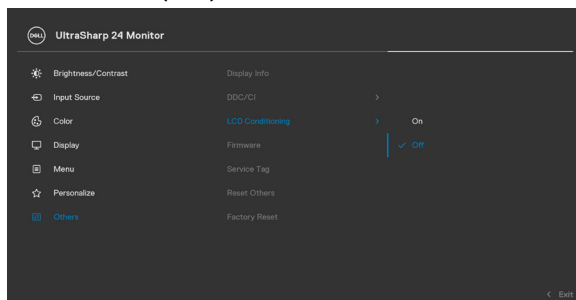 DELL
UltraSharp 24 Monitor
Brightness/Contrast
Input Source
Color
Display
Menu
Personalize
Others
Display Info
DDC/CI
LCD Conditioning
Firmware
Service Tag
Reset Others
Factory Reset
On
Off
Exit